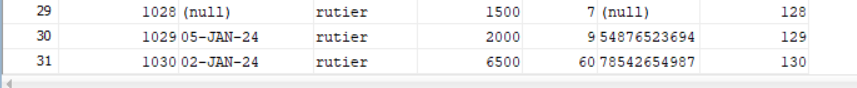 29 1028 (null) rutier 1500 7 (null) 128
30 1029 05-JAN-24 rutier 2000 9 54876523694 129
31 1030 02-JAN-24 rutier 6500 60 78542654987 130